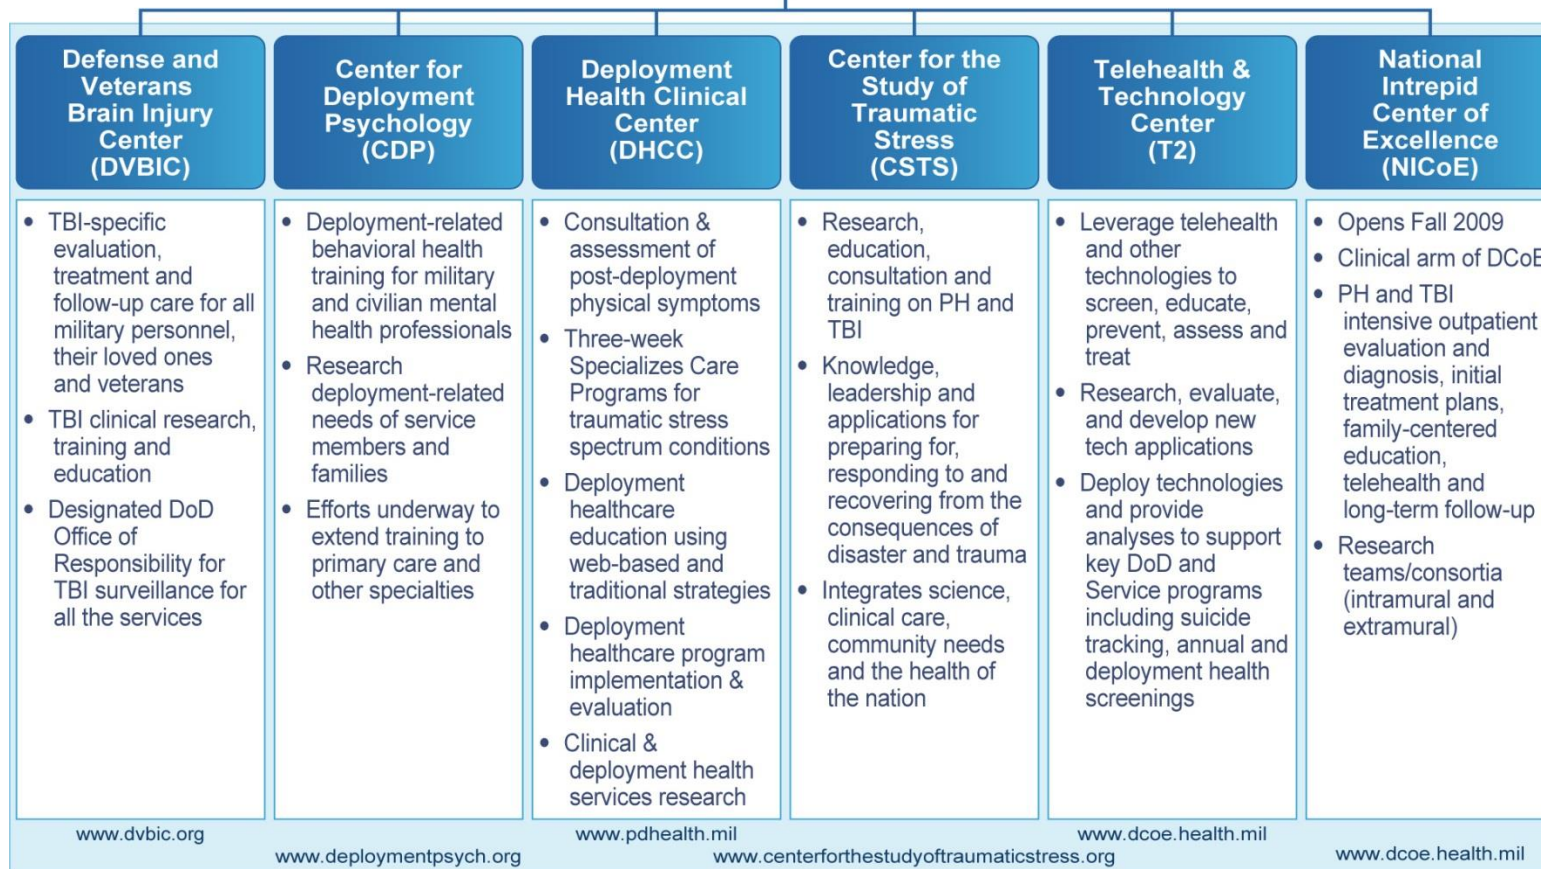 Defense and
Veterans
Brain Injury
Center
(DVBIC)
• TBI-specific
evaluation,
treatment and
follow-up care for all
military personnel,
their loved ones
and veterans
• TBI clinical research,
training and
education
• Designated DoD
Office of
Responsibility for
TBI surveillance for
all the services
www.dvbic.org
Center for
Deployment
Psychology
(CDP)
• Deployment-related
behavioral health
training for military
and civilian mental
health professionals
• Research
deployment-related
needs of service
members and
families
• Efforts underway to
extend training to
primary care and
other specialties
www.deploymentpsych.org
Deployment
Health Clinical
Center
(DHCC)
• Consultation &
assessment of
post-deployment
physical symptoms
• Three-week
Specializes Care
Programs for
traumatic stress
spectrum conditions
• Deployment
healthcare
education using
web-based and
traditional strategies
• Deployment
healthcare program
implementation &
evaluation
• Clinical &
deployment health
services research
www.pdhealth.mil
Center for the
Study of
Traumatic
Stress
(CSTS)
• Research,
education,
consultation and
training on PH and
TBI
• Knowledge,
leadership and
applications for
preparing for,
responding to and
recovering from the
consequences of
disaster and trauma
• Integrates science,
clinical care,
community needs
and the health of
the nation
www.centerforthestudyoftraumaticstress.org
Telehealth &
Technology
Center
(T2)
• Leverage telehealth
and other
technologies to
screen, educate,
prevent, assess and
treat
• Research, evaluate,
and develop new
tech applications
• Deploy technologies
and provide
analyses to support
key DoD and
Service programs
including suicide
tracking, annual and
deployment health
screenings
www.dcoe.health.mil
National
Intrepid
Center of
Excellence
(NICoE)
• Opens Fall 2009
• Clinical arm of DCoE
• PH and TBI
intensive outpatient
evaluation and
diagnosis, initial
treatment plans,
family-centered
education,
telehealth and
long-term follow-up
• Research
teams/consortia
(intramural and
extramural)
www.dcoe.health.mil